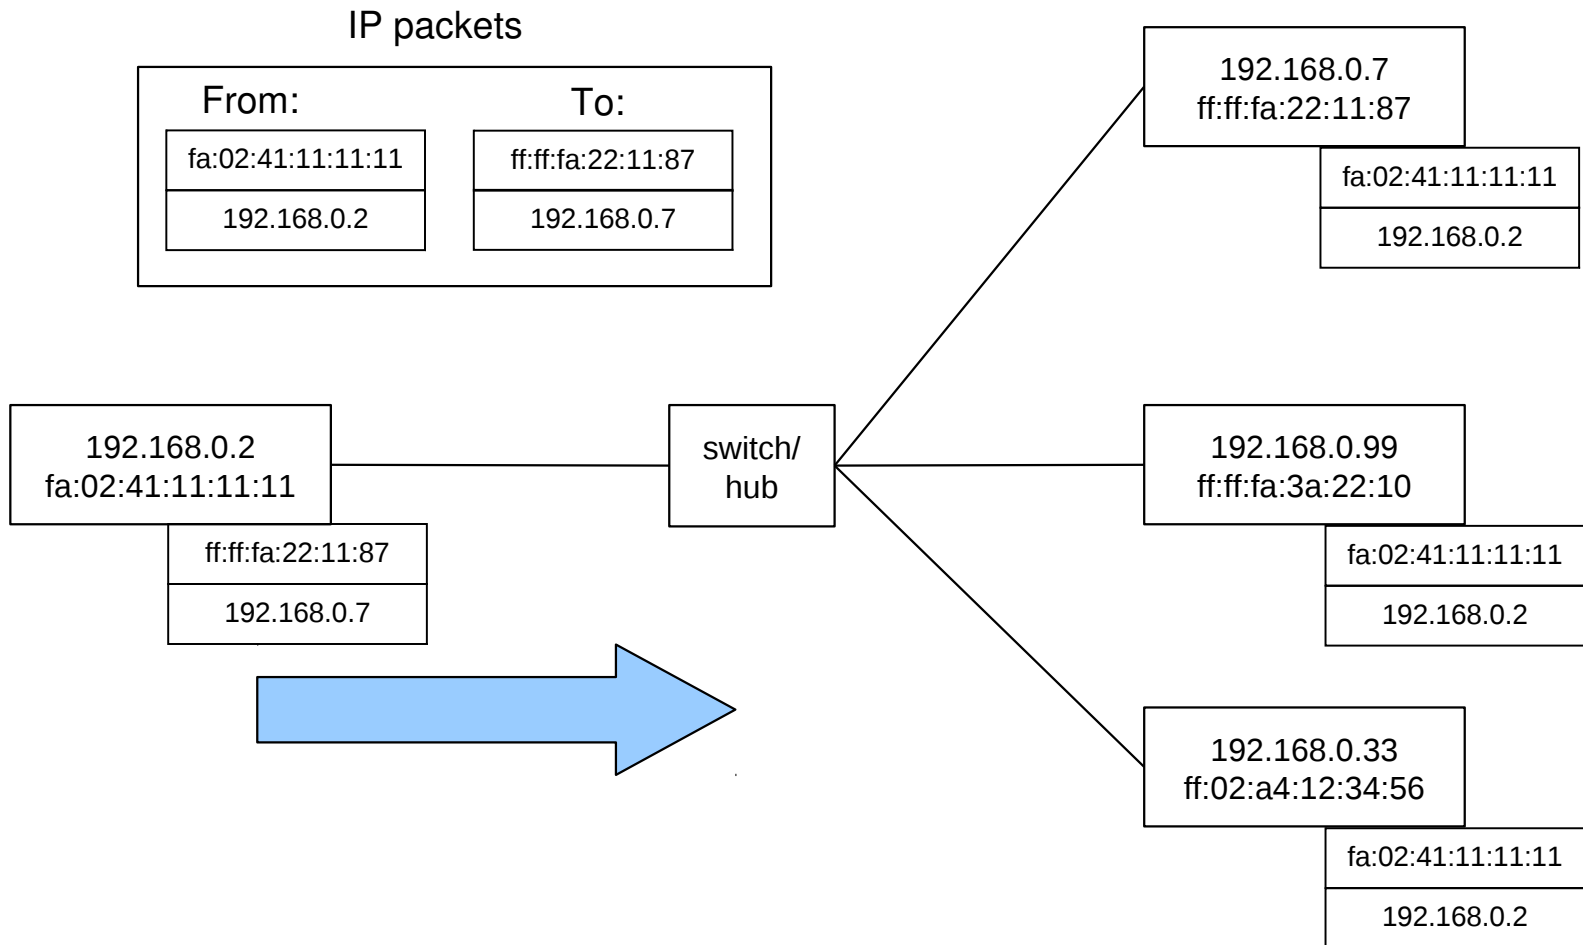 IP packets
From:
To:
fa:02:41:11:11:11
ff:ff:fa:22:11:87
192.168.0.2
192.168.0.7
192.168.0.7
ff:ff:fa:22:11:87
fa:02:41:11:11:11
192.168.0.2
192.168.0.2
fa:02:41:11:11:11
ff:ff:fa:22:11:87
192.168.0.7
switch/
hub
192.168.0.99
ff:ff:fa:3a:22:10
fa:02:41:11:11:11
192.168.0.2
192.168.0.33
ff:02:a4:12:34:56
fa:02:41:11:11:11
192.168.0.2